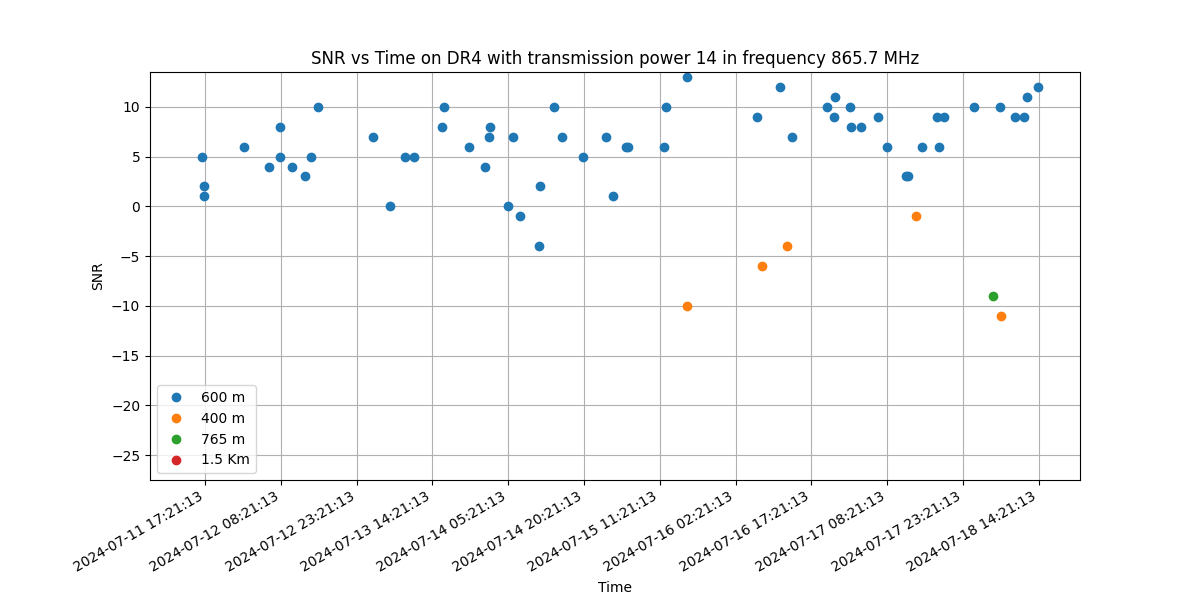 SNR vs Time on DR4 with transmission power 14 in frequency 865.7 MHz
SNR
10
5
0
−5
−10
−15
−20
−25
600 m
400 m
765 m
1.5 Km
2024-07-11 17:21:13
2024-07-12 08:21:13
2024-07-12 23:21:13
2024-07-13 14:21:13
2024-07-14 05:21:13
2024-07-14 20:21:13
2024-07-15 11:21:13
2024-07-16 02:21:13
2024-07-16 17:21:13
2024-07-17 08:21:13
2024-07-17 23:21:13
2024-07-18 14:21:13
Time